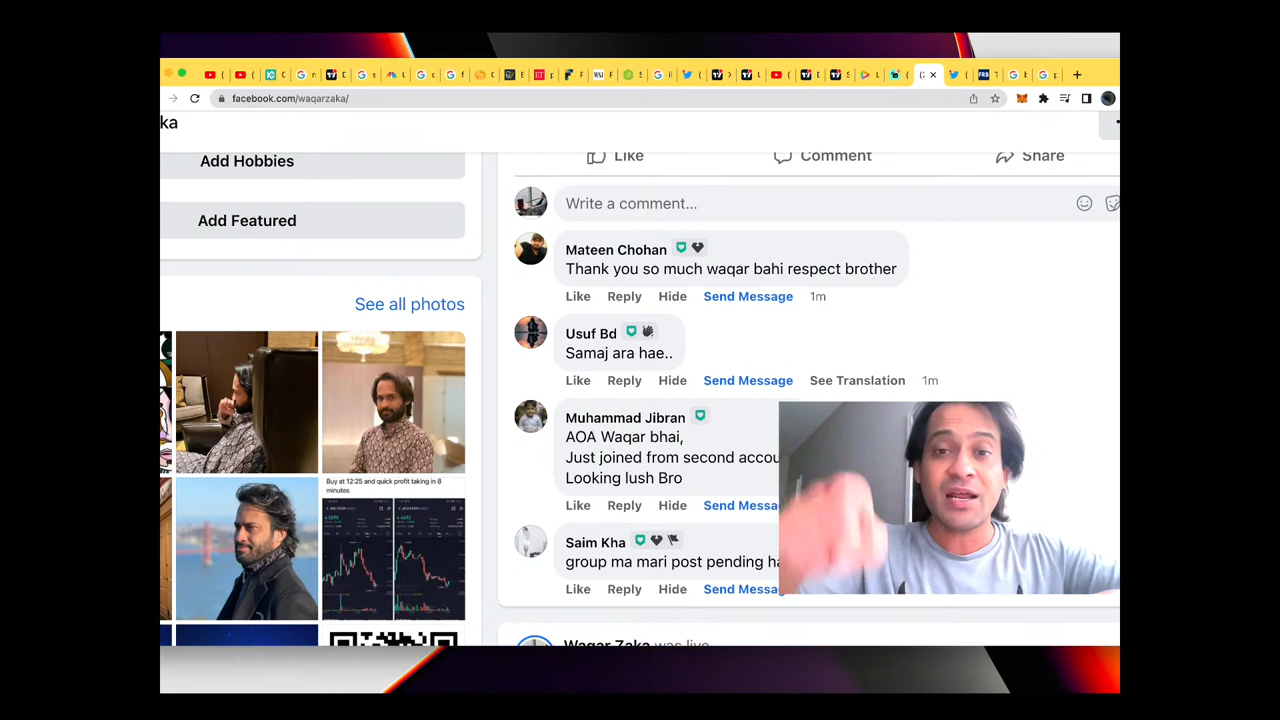 facebook.com/waqarzaka/
ka
Add Hobbies
Add Featured
See all photos
Buy at 12:25 and quick profit taking in 8
minutes
Like
Comment
Share
Write a comment...
Mateen Chohan
Thank you so much waqar bahi respect brother
Like Reply Hide Send Message 1m
Usuf Bd
Samaj ara hae..
Like Reply Hide Send Message See Translation 1m
Muhammad Jibran
AOA Waqar bhai,
Just joined from second accou
Looking lush Bro
Like Reply Hide Send Messa
Saim Kha
group ma mari post pending ha
Like Reply Hide Send Messa
Waqar Zaka was live